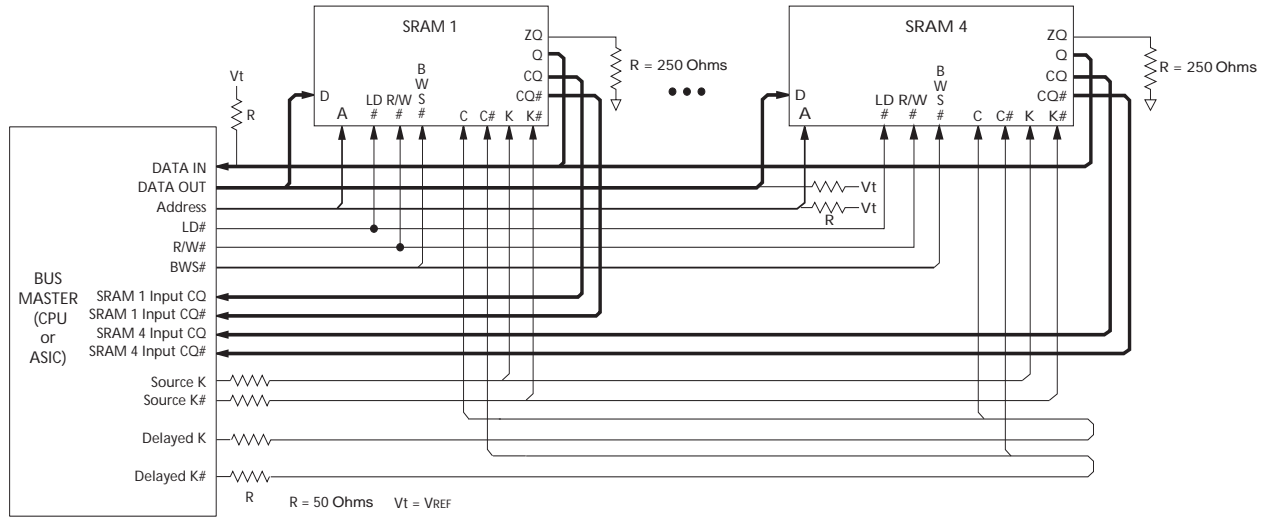 SRAM 1
ZQ
Q
CQ
CQ#
B
W
S
#
LD
#
R/W
#
D
A
C
C#
K
K#
R = 250 Ohms
SRAM 4
ZQ
Q
CQ
CQ#
B
W
S
#
LD
#
R/W
#
D
A
C
C#
K
K#
R = 250 Ohms
Vt
R
DATA IN
DATA OUT
Address
LD#
R/W#
BWS#
SRAM 1 Input CQ
SRAM 1 Input CQ#
SRAM 4 Input CQ
SRAM 4 Input CQ#
Source K
Source K#
Delayed K
Delayed K#
BUS
MASTER
(CPU
or
ASIC)
Vt
Vt
R
R
R = 50 Ohms Vt = VREF